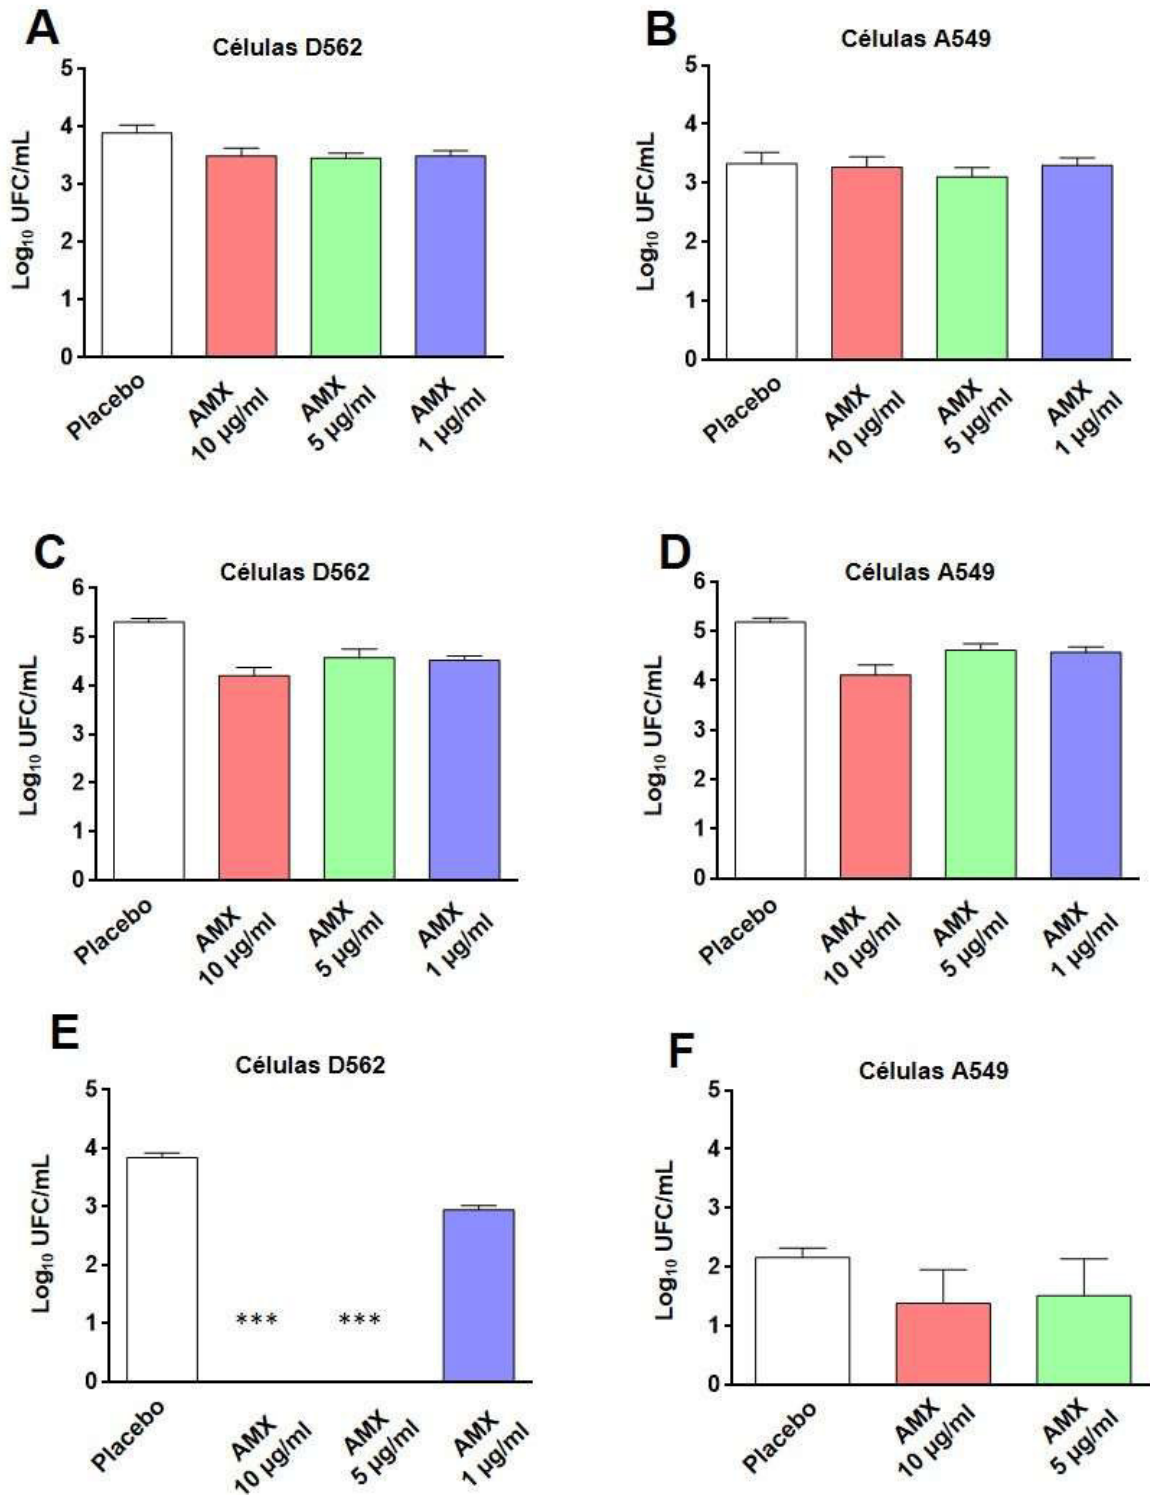 A
Células D562
Log₁₀ UFC/mL
5
4
3
2
1
0
Placebo
AMX
10 µg/ml
AMX
5 µg/ml
AMX
1 µg/ml
B
Células A549
Log₁₀ UFC/mL
5
4
3
2
1
0
Placebo
AMX
10 µg/ml
AMX
5 µg/ml
AMX
1 µg/ml
C
Células D562
Log₁₀ UFC/mL
6
5
4
3
2
1
0
Placebo
AMX
10 µg/ml
AMX
5 µg/ml
AMX
1 µg/ml
D
Células A549
Log₁₀ UFC/mL
6
5
4
3
2
1
0
Placebo
AMX
10 µg/ml
AMX
5 µg/ml
AMX
1 µg/ml
E
Células D562
Log₁₀ UFC/mL
5
4
3
2
1
0
***
***
Placebo
AMX
10 µg/ml
AMX
5 µg/ml
AMX
1 µg/ml
F
Células A549
Log₁₀ UFC/mL
5
4
3
2
1
0
Placebo
AMX
10 µg/ml
AMX
5 µg/ml